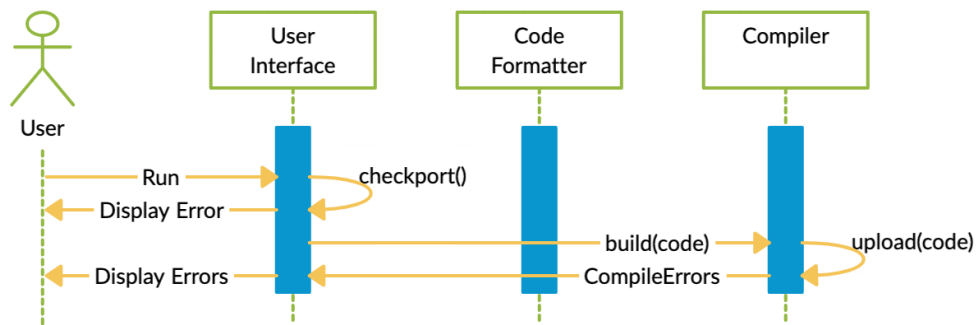 User
Interface
Code
Formatter
Compiler
User
Run
checkport()
Display Error
build(code)
upload(code)
Display Errors
CompileErrors